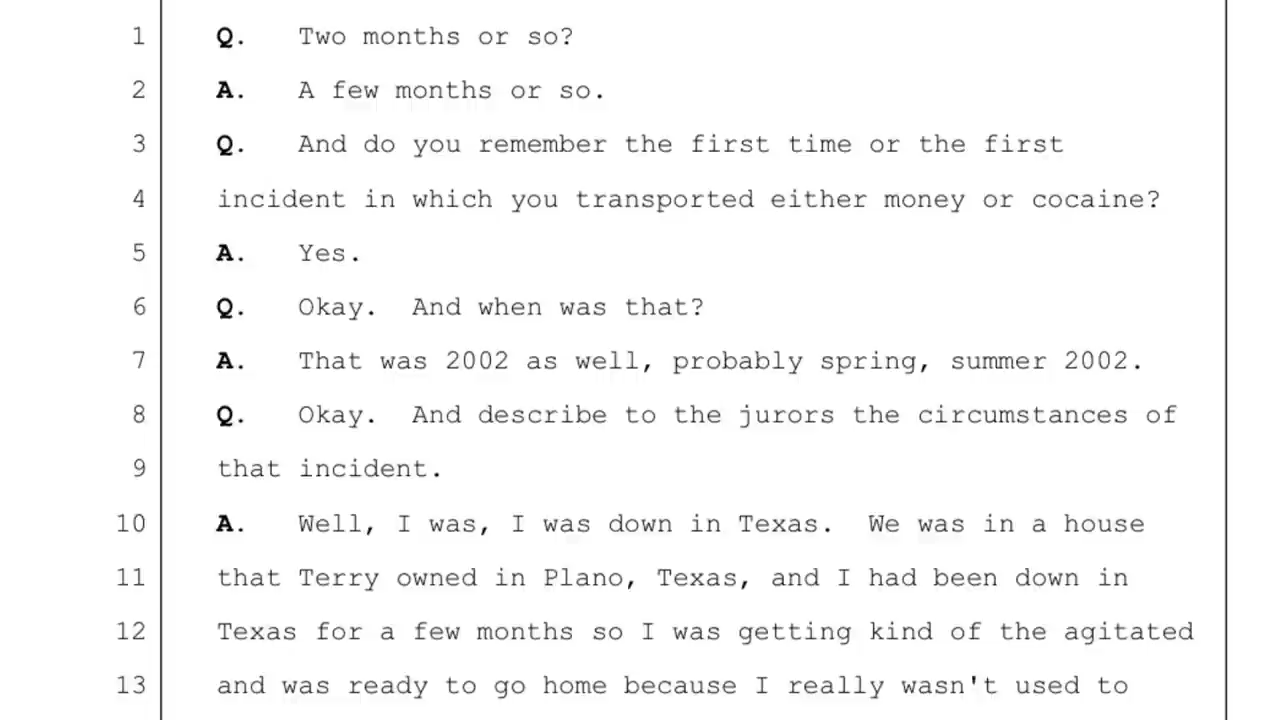 1 Q. Two months or so?
2 A. A few months or so.
3 Q. And do you remember the first time or the first
4 incident in which you transported either money or cocaine?
5 A. Yes.
6 Q. Okay. And when was that?
7 A. That was 2002 as well, probably spring, summer 2002.
8 Q. Okay. And describe to the jurors the circumstances of
9 that incident.
10 A. Well, I was, I was down in Texas. We was in a house
11 that Terry owned in Plano, Texas, and I had been down in
12 Texas for a few months so I was getting kind of the agitated
13 and was ready to go home because I really wasn't used to